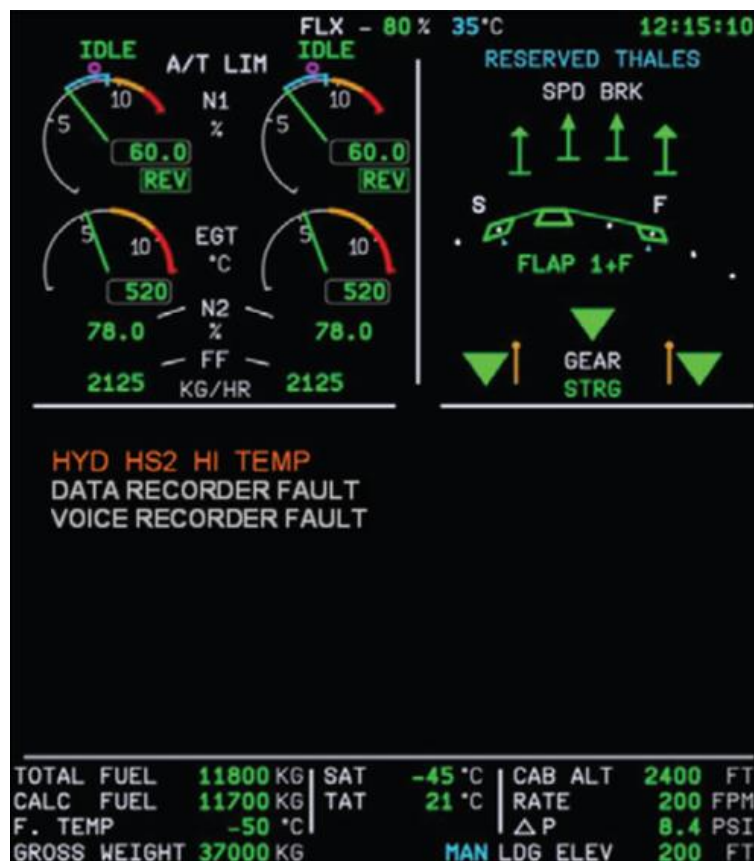 FLX - 80 % 35 °C 12:15:10
IDLE IDLE
A/T LIM
10 10
5 5
N1
%
60.0 60.0
REV REV
5 10 5 10
EGT
°C
520 520
N2
78.0 % 78.0
FF
2125 KG/HR 2125
RESERVED THALES
SPD BRK
S F
FLAP 1+F
GEAR
STRG
HYD HS2 HI TEMP
DATA RECORDER FAULT
VOICE RECORDER FAULT
TOTAL FUEL 11800 KG SAT -45 °C CAB ALT 2400 FT
CALC FUEL 11700 KG TAT 21 °C RATE 200 FPM
F. TEMP -50 °C △P 8.4 PSI
GROSS WEIGHT 37000 KG MAN LDG ELEV 200 FT